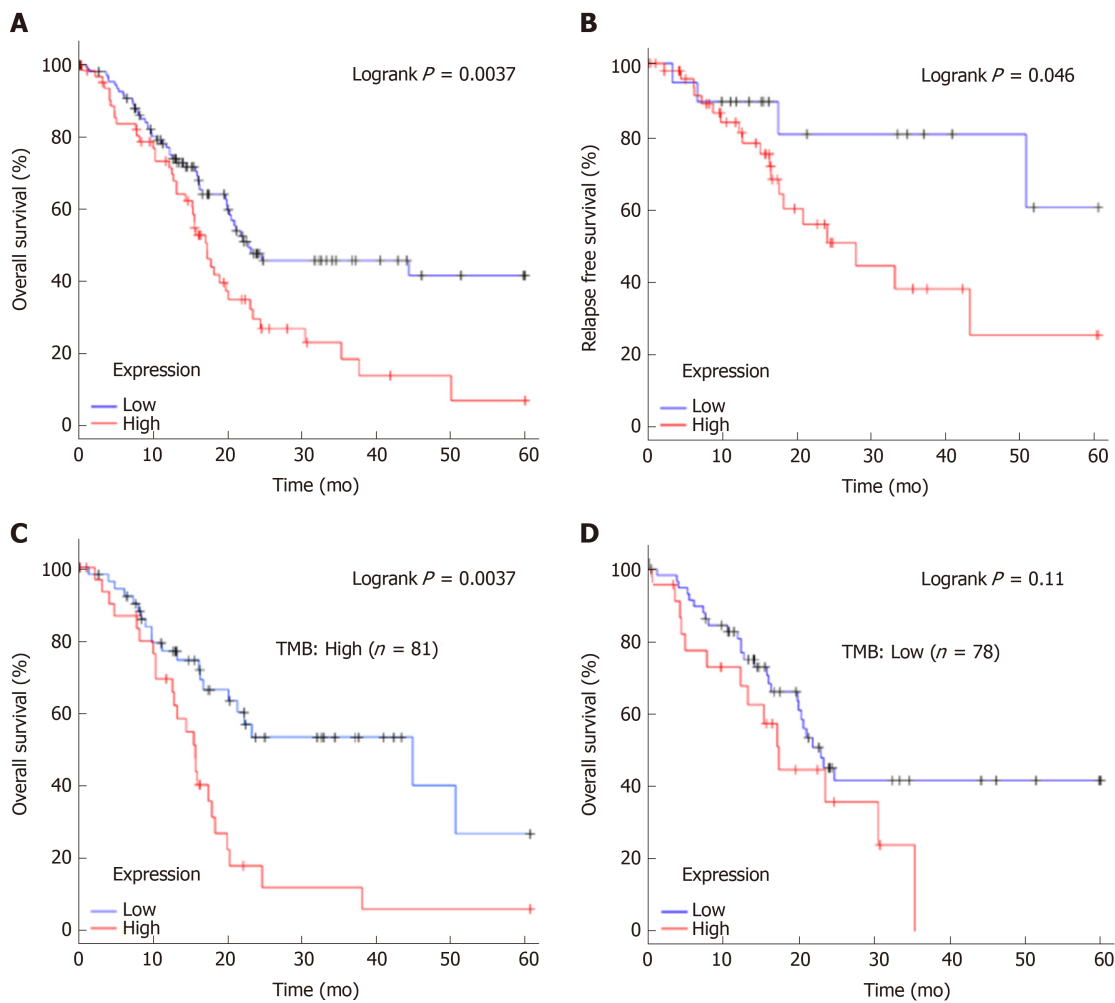 A
Logrank P = 0.0037
Overall survival (%)
100
80
60
40
20
0
Expression
Low
High
0 10 20 30 40 50 60
Time (mo)
B
Logrank P = 0.046
Relapse free survival (%)
100
80
60
40
20
0
Expression
Low
High
0 10 20 30 40 50 60
Time (mo)
C
Logrank P = 0.0037
TMB: High (n = 81)
Overall survival (%)
100
80
60
40
20
0
Expression
Low
High
0 10 20 30 40 50 60
Time (mo)
D
Logrank P = 0.11
TMB: Low (n = 78)
Overall survival (%)
100
80
60
40
20
0
Expression
Low
High
0 10 20 30 40 50 60
Time (mo)